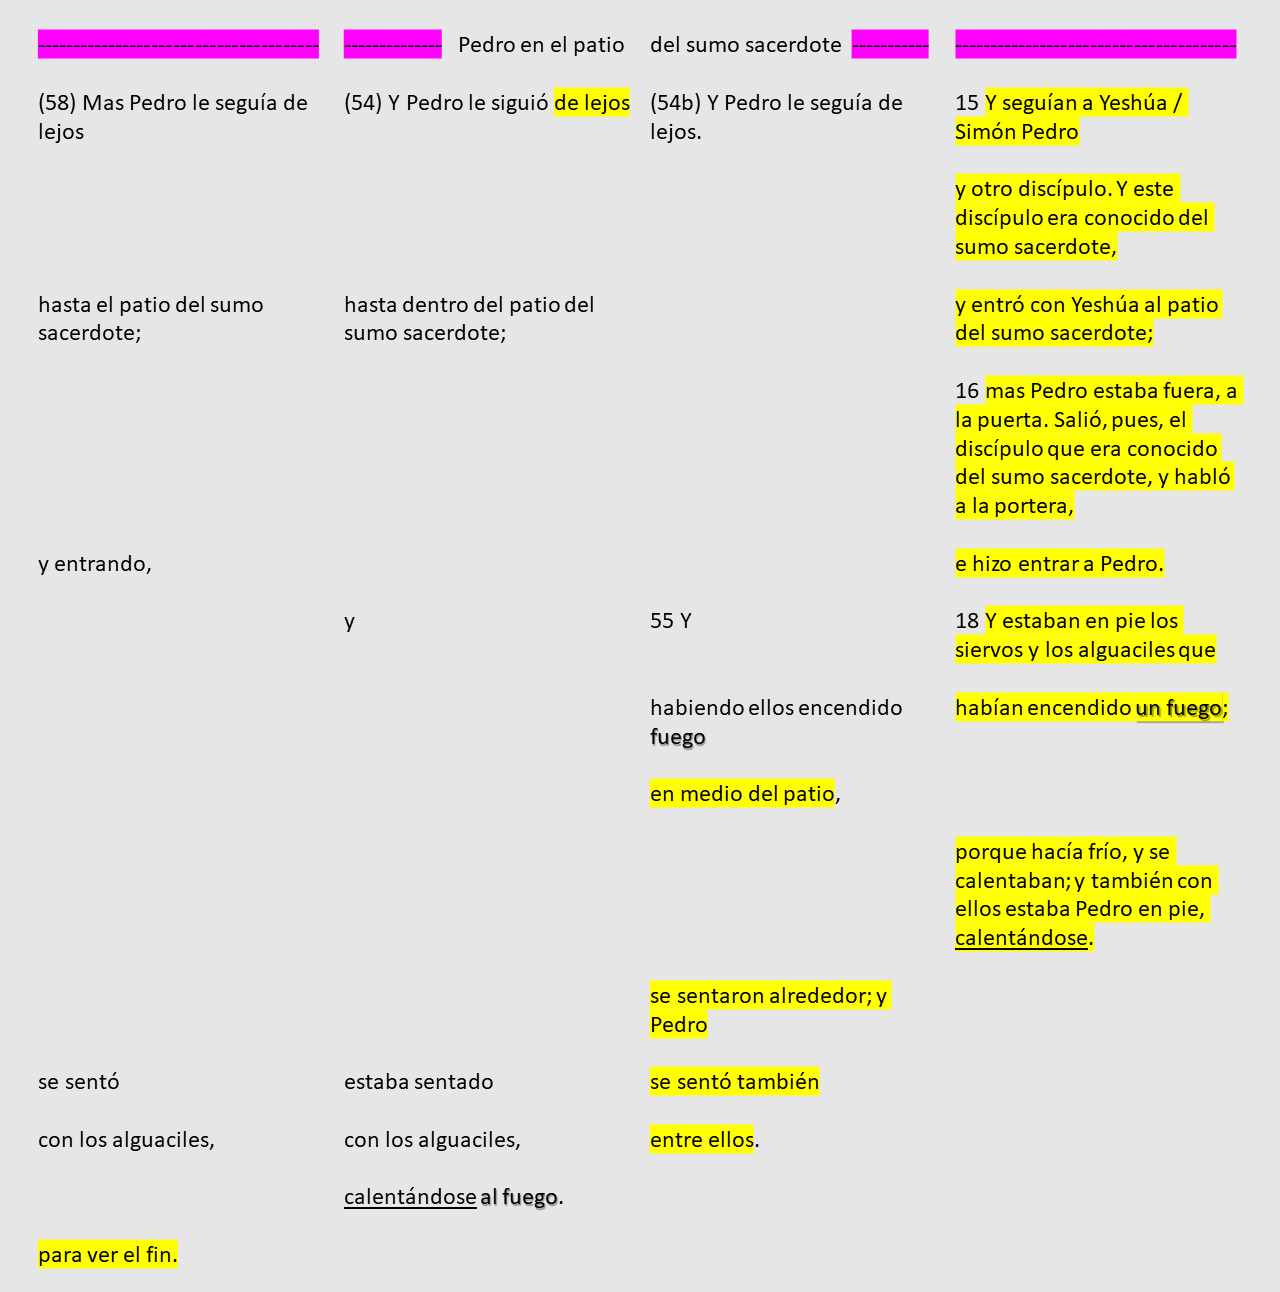 ---------------------------------------- -------------- Pedro en el patio del sumo sacerdote ----------- ----------------------------------------
(58) Mas Pedro le seguía de
lejos
(54) Y Pedro le siguió de lejos
(54b) Y Pedro le seguía de
lejos.
15 Y seguían a Yeshúa /
Simón Pedro
y otro discípulo. Y este
discípulo era conocido del
sumo sacerdote,
hasta el patio del sumo
sacerdote;
hasta dentro del patio del
sumo sacerdote;
y entró con Yeshúa al patio
del sumo sacerdote;
16 mas Pedro estaba fuera, a
la puerta. Salió, pues, el
discípulo que era conocido
del sumo sacerdote, y habló
a la portera,
y entrando,
e hizo entrar a Pedro.
y
55 Y
18 Y estaban en pie los
siervos y los alguaciles que
habiendo ellos encendido
fuego
habían encendido un fuego;
en medio del patio,
porque hacía frío, y se
calentaban; y también con
ellos estaba Pedro en pie,
calentándose.
se sentaron alrededor; y
Pedro
se sentó
estaba sentado
se sentó también
con los alguaciles,
con los alguaciles,
entre ellos.
calentándose al fuego.
para ver el fin.